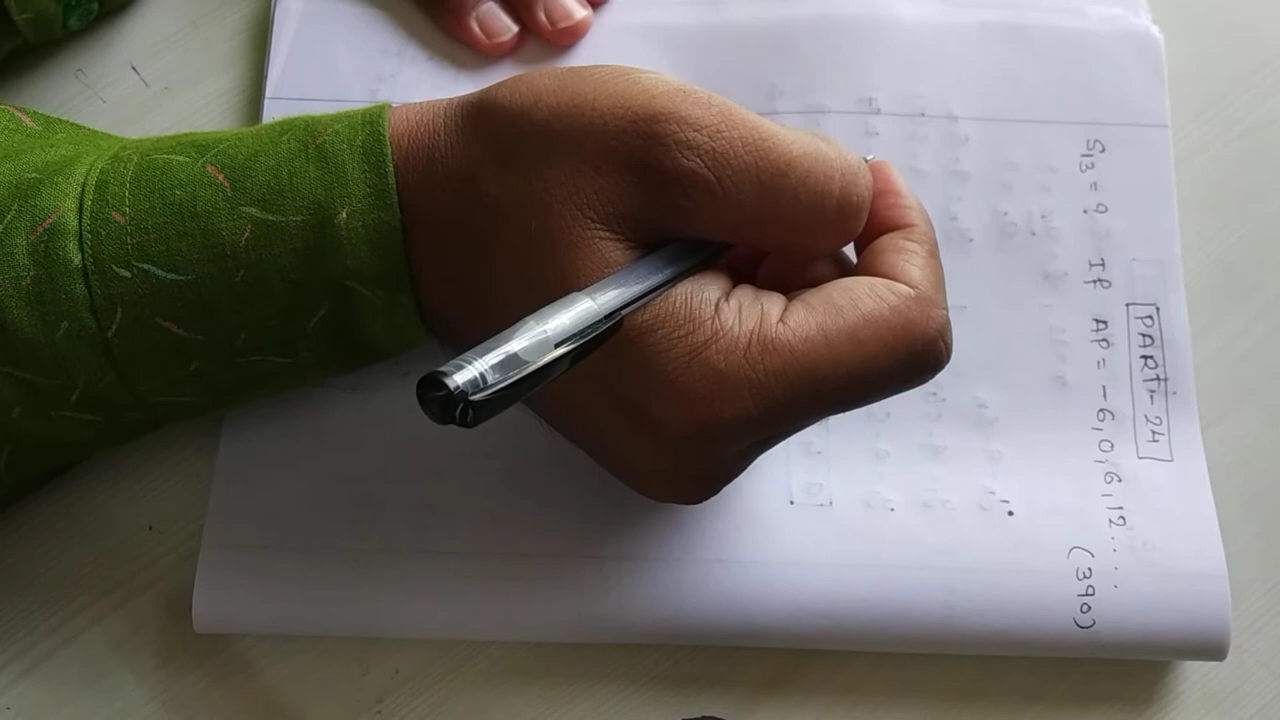 PART-24
S13 = ? If AP = -6,0,6,12.....
(390)